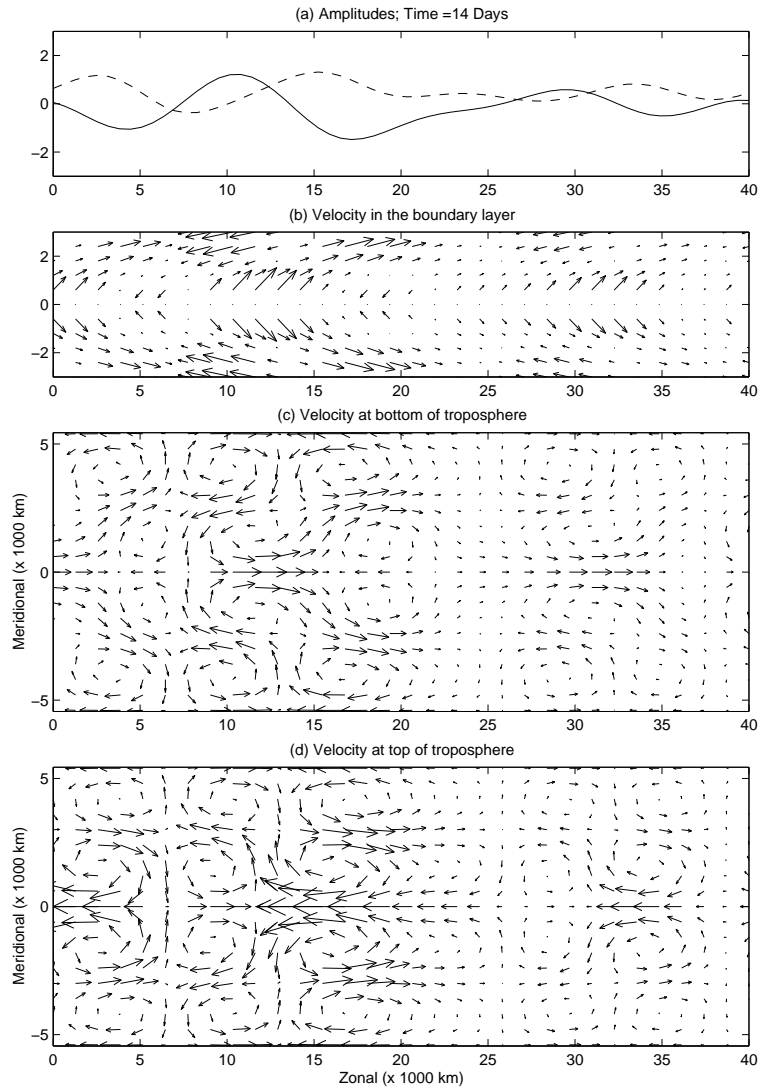 (a) Amplitudes; Time =14 Days
2
0
−2
0 5 10 15 20 25 30 35 40
(b) Velocity in the boundary layer
2
0
−2
0 5 10 15 20 25 30 35 40
(c) Velocity at bottom of troposphere
5
0
−5
Meridional (x 1000 km)
0 5 10 15 20 25 30 35 40
(d) Velocity at top of troposphere
5
0
−5
Meridional (x 1000 km)
0 5 10 15 20 25 30 35 40
Zonal (x 1000 km)